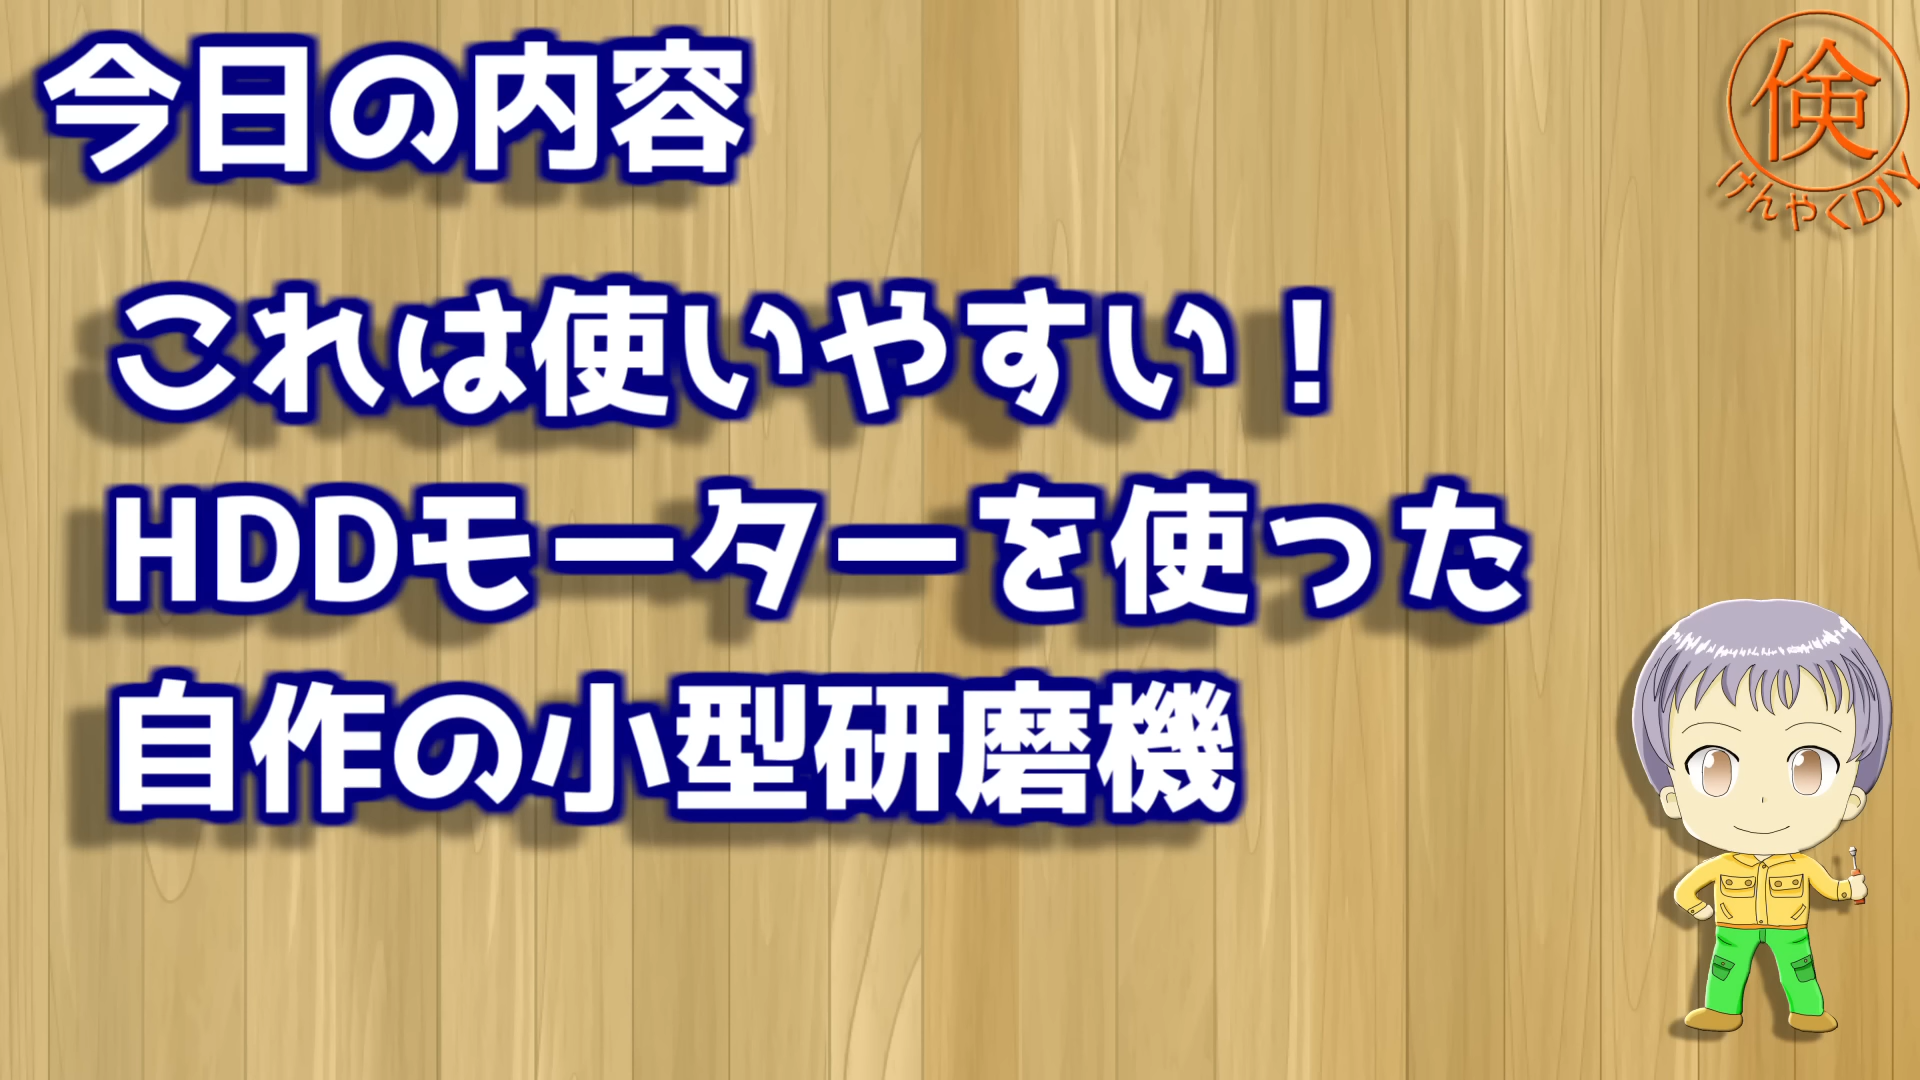 今日の内容
倹
けんやくDIY
これは使いやすい！
HDDモーターを使った
自作の小型研磨機